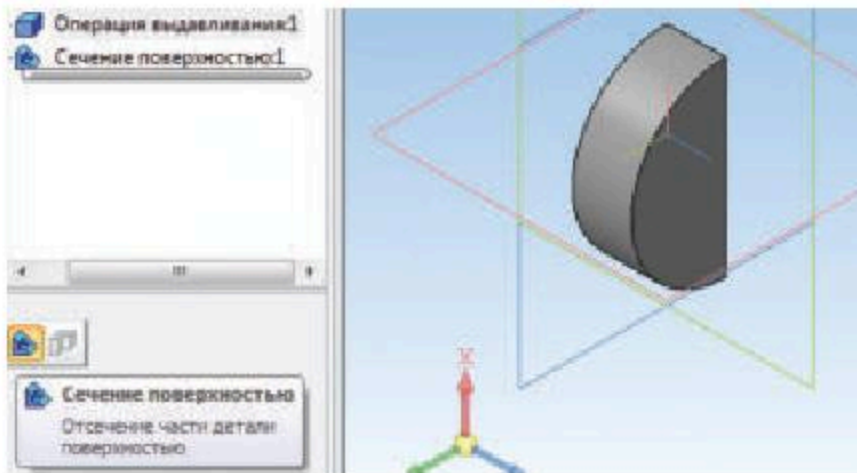 Операция выдавливания:1
Сечение поверхностью:1
Сечение поверхностью
Отсечение части детали
поверхностью
X